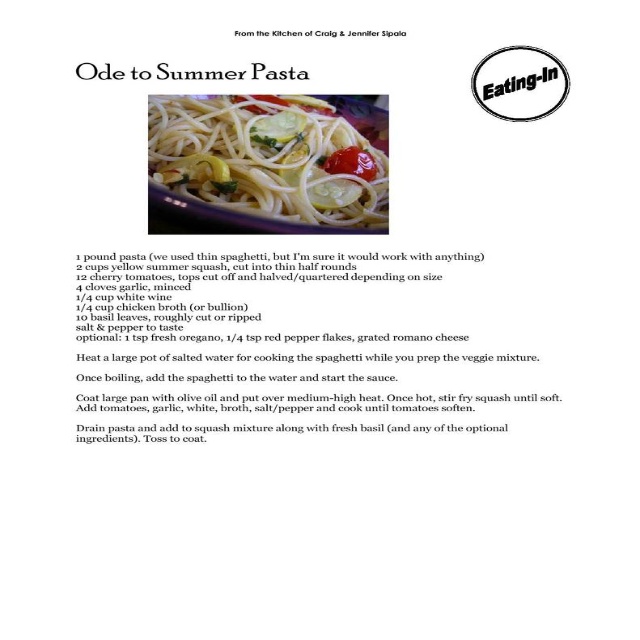 From the Kitchen of Craig & Jennifer Sipala
Ode to Summer Pasta
Eating-In
1 pound pasta (we used thin spaghetti, but I'm sure it would work with anything)
2 cups yellow summer squash, cut into thin half rounds
12 cherry tomatoes, tops cut off and halved/quartered depending on size
4 cloves garlic, minced
1/4 cup white wine
1/4 cup chicken broth (or bullion)
10 basil leaves, roughly cut or ripped
salt & pepper to taste
optional: 1 tsp fresh oregano, 1/4 tsp red pepper flakes, grated romano cheese
Heat a large pot of salted water for cooking the spaghetti while you prep the veggie mixture.
Once boiling, add the spaghetti to the water and start the sauce.
Coat large pan with olive oil and put over medium-high heat. Once hot, stir fry squash until soft.
Add tomatoes, garlic, white, broth, salt/pepper and cook until tomatoes soften.
Drain pasta and add to squash mixture along with fresh basil (and any of the optional
ingredients). Toss to coat.